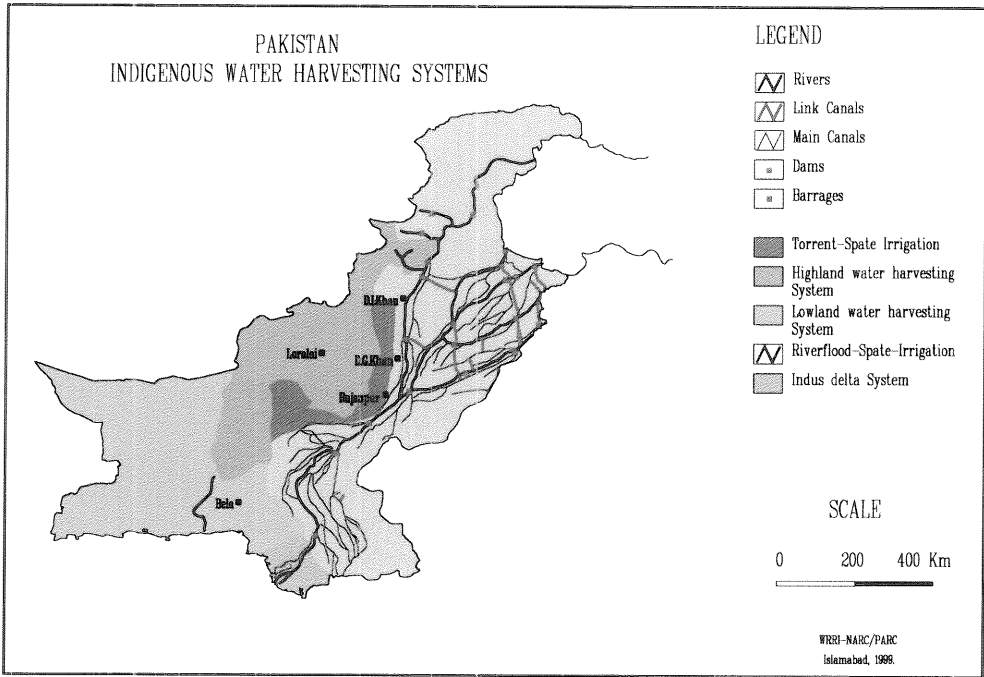 PAKISTAN
INDIGENOUS WATER HARVESTING SYSTEMS
LEGEND
Rivers
Link Canals
Main Canals
Dams
Barrages
Torrent-Spate Irrigation
Highland water harvesting
System
Lowland water harvesting
System
Riverflood-Spate-Irrigation
Indus delta System
D.I.Khan
Loralai
D.G.Khan
Rajanpur
Bela
SCALE
0 200 400 Km
WRRI-NARC/PARC
Islamabad, 1999.